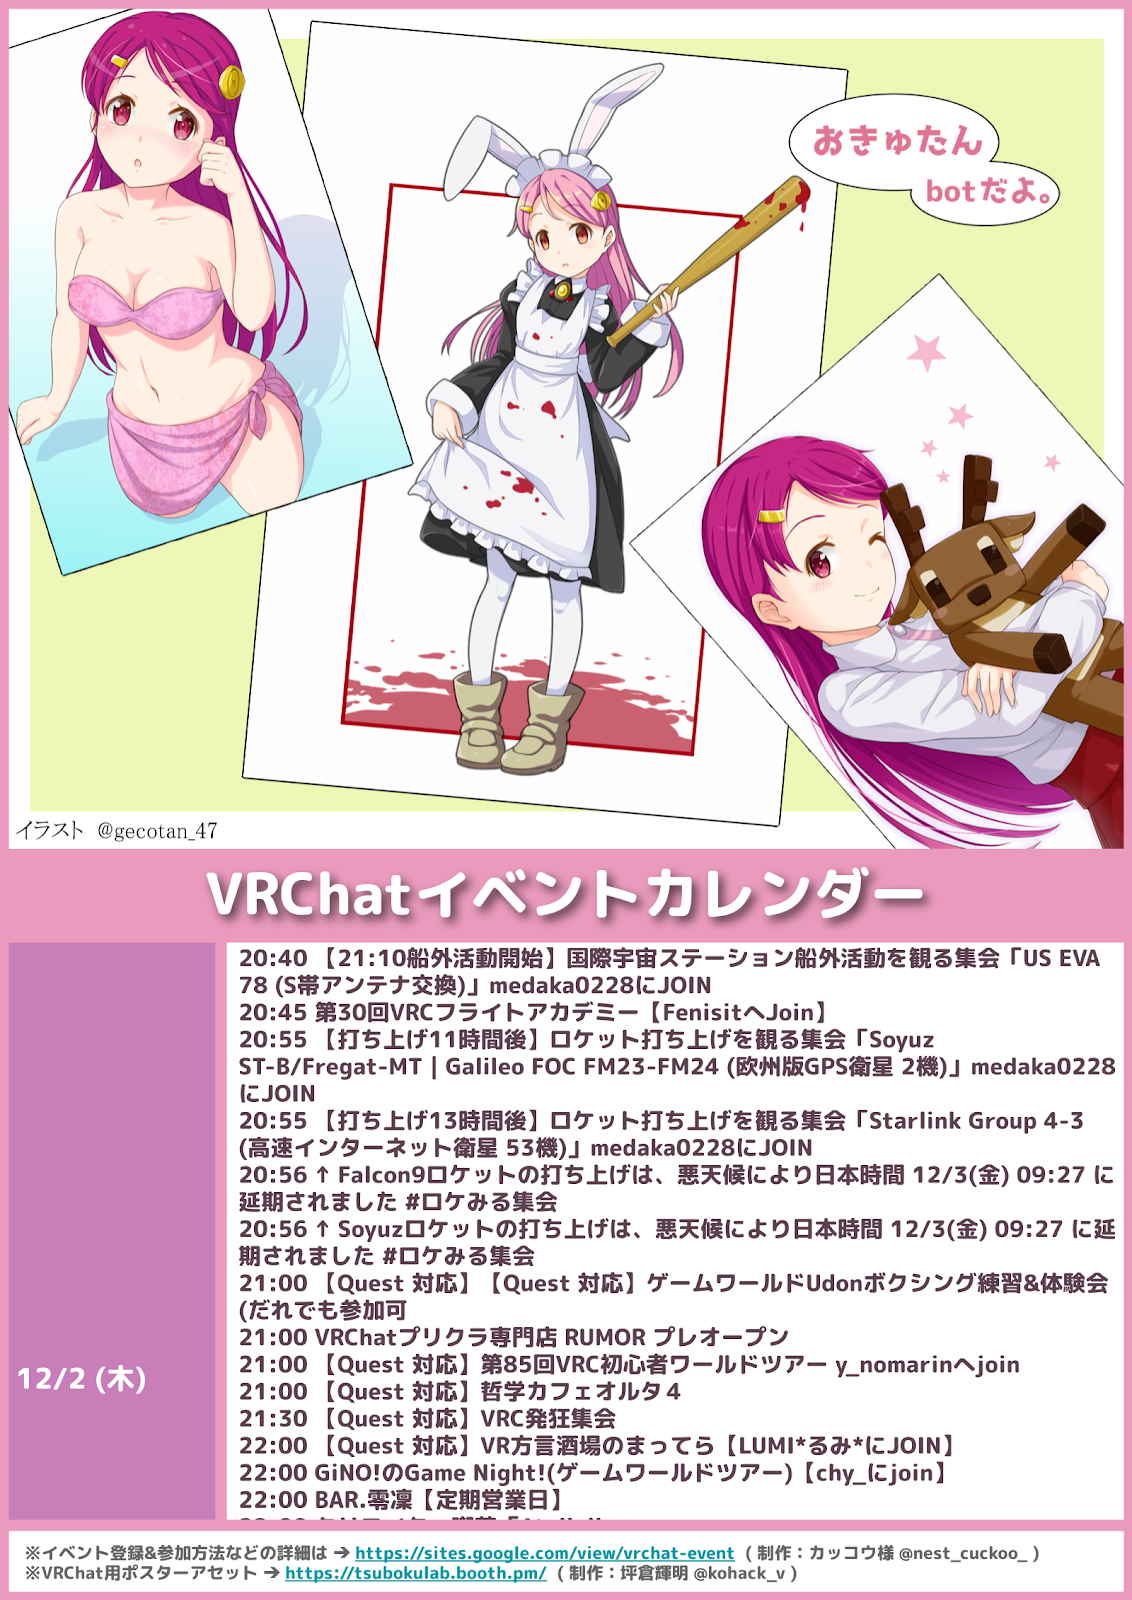 おきゅたん
botだよ。
イラスト @gecotan_47
VRChatイベントカレンダー
12/2 (木)
20:40 【21:10船外活動開始】国際宇宙ステーション船外活動を観る集会「US EVA
78 (S帯アンテナ交換)」medaka0228にJOIN
20:45 第30回VRCフライトアカデミー【FenisitへJoin】
20:55 【打ち上げ11時間後】ロケット打ち上げを観る集会「Soyuz
ST-B/Fregat-MT | Galileo FOC FM23-FM24 (欧州版GPS衛星 2機)」medaka0228
にJOIN
20:55 【打ち上げ13時間後】ロケット打ち上げを観る集会「Starlink Group 4-3
(高速インターネット衛星 53機)」medaka0228にJOIN
20:56 ↑ Falcon9ロケットの打ち上げは、悪天候により日本時間 12/3(金) 09:27 に
延期されました #ロケみる集会
20:56 ↑ Soyuzロケットの打ち上げは、悪天候により日本時間 12/3(金) 09:27 に延
期されました #ロケみる集会
21:00 【Quest 対応】【Quest 対応】ゲームワールドUdonボクシング練習&体験会
(だれでも参加可
21:00 VRChatプリクラ専門店 RUMOR プレオープン
21:00 【Quest 対応】第85回VRC初心者ワールドツアー y_nomarinへjoin
21:00 【Quest 対応】哲学カフェオルタ４
21:30 【Quest 対応】VRC発狂集会
22:00 【Quest 対応】VR方言酒場のまってら【LUMI*るみ*にJOIN】
22:00 GiNO!のGame Night!(ゲームワールドツアー)【chy_にjoin】
22:00 BAR.零凜【定期営業日】
※イベント登録&参加方法などの詳細は → https://sites.google.com/view/vrchat-event （制作：カッコウ様 @nest_cuckoo_ )
※VRChat用ポスターアセット → https://tsubokulab.booth.pm/ （制作：坪倉輝明 @kohack_v )